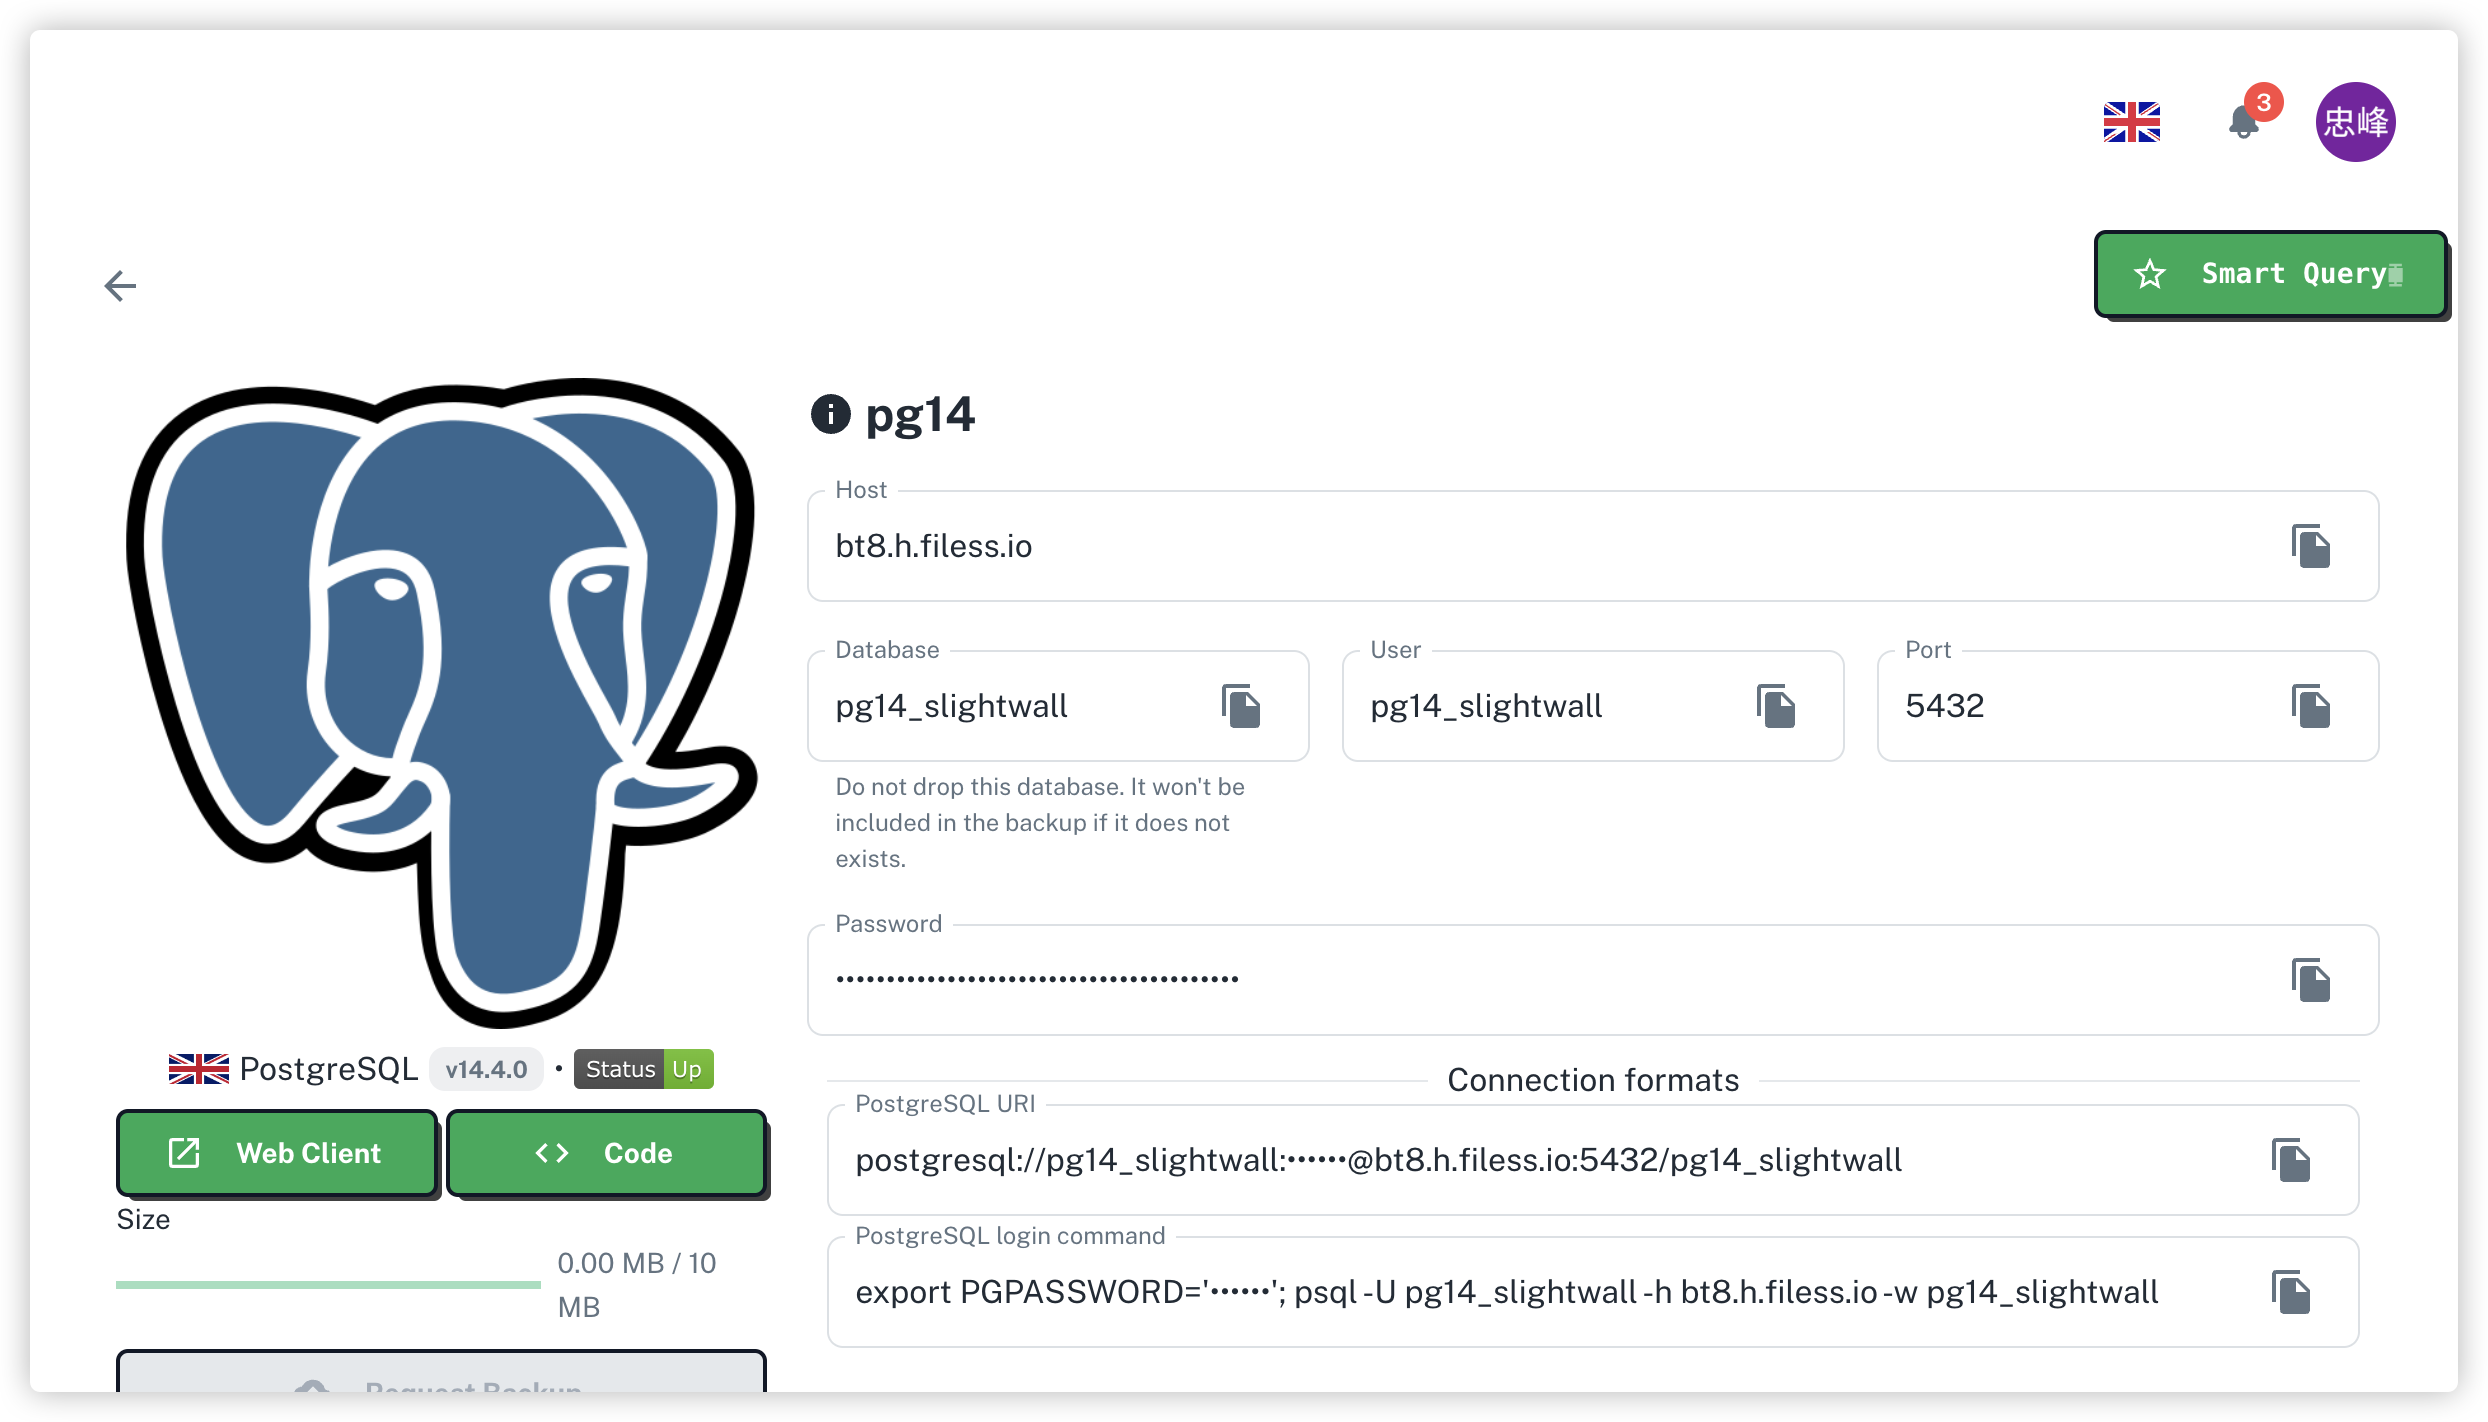 3
忠峰
Smart Query
pg14
Host
bt8.h.filess.io
Database
pg14_slightwall
User
pg14_slightwall
Port
5432
Do not drop this database. It won't be
included in the backup if it does not
exists.
Password
••••••••••••••••••••••••••••••••••••••••
PostgreSQL v14.4.0 • Status Up
Web Client
Code
Size
0.00 MB / 10
MB
Request Backup
Connection formats
PostgreSQL URI
postgresql://pg14_slightwall:••••••@bt8.h.filess.io:5432/pg14_slightwall
PostgreSQL login command
export PGPASSWORD='••••••'; psql -U pg14_slightwall -h bt8.h.filess.io -w pg14_slightwall